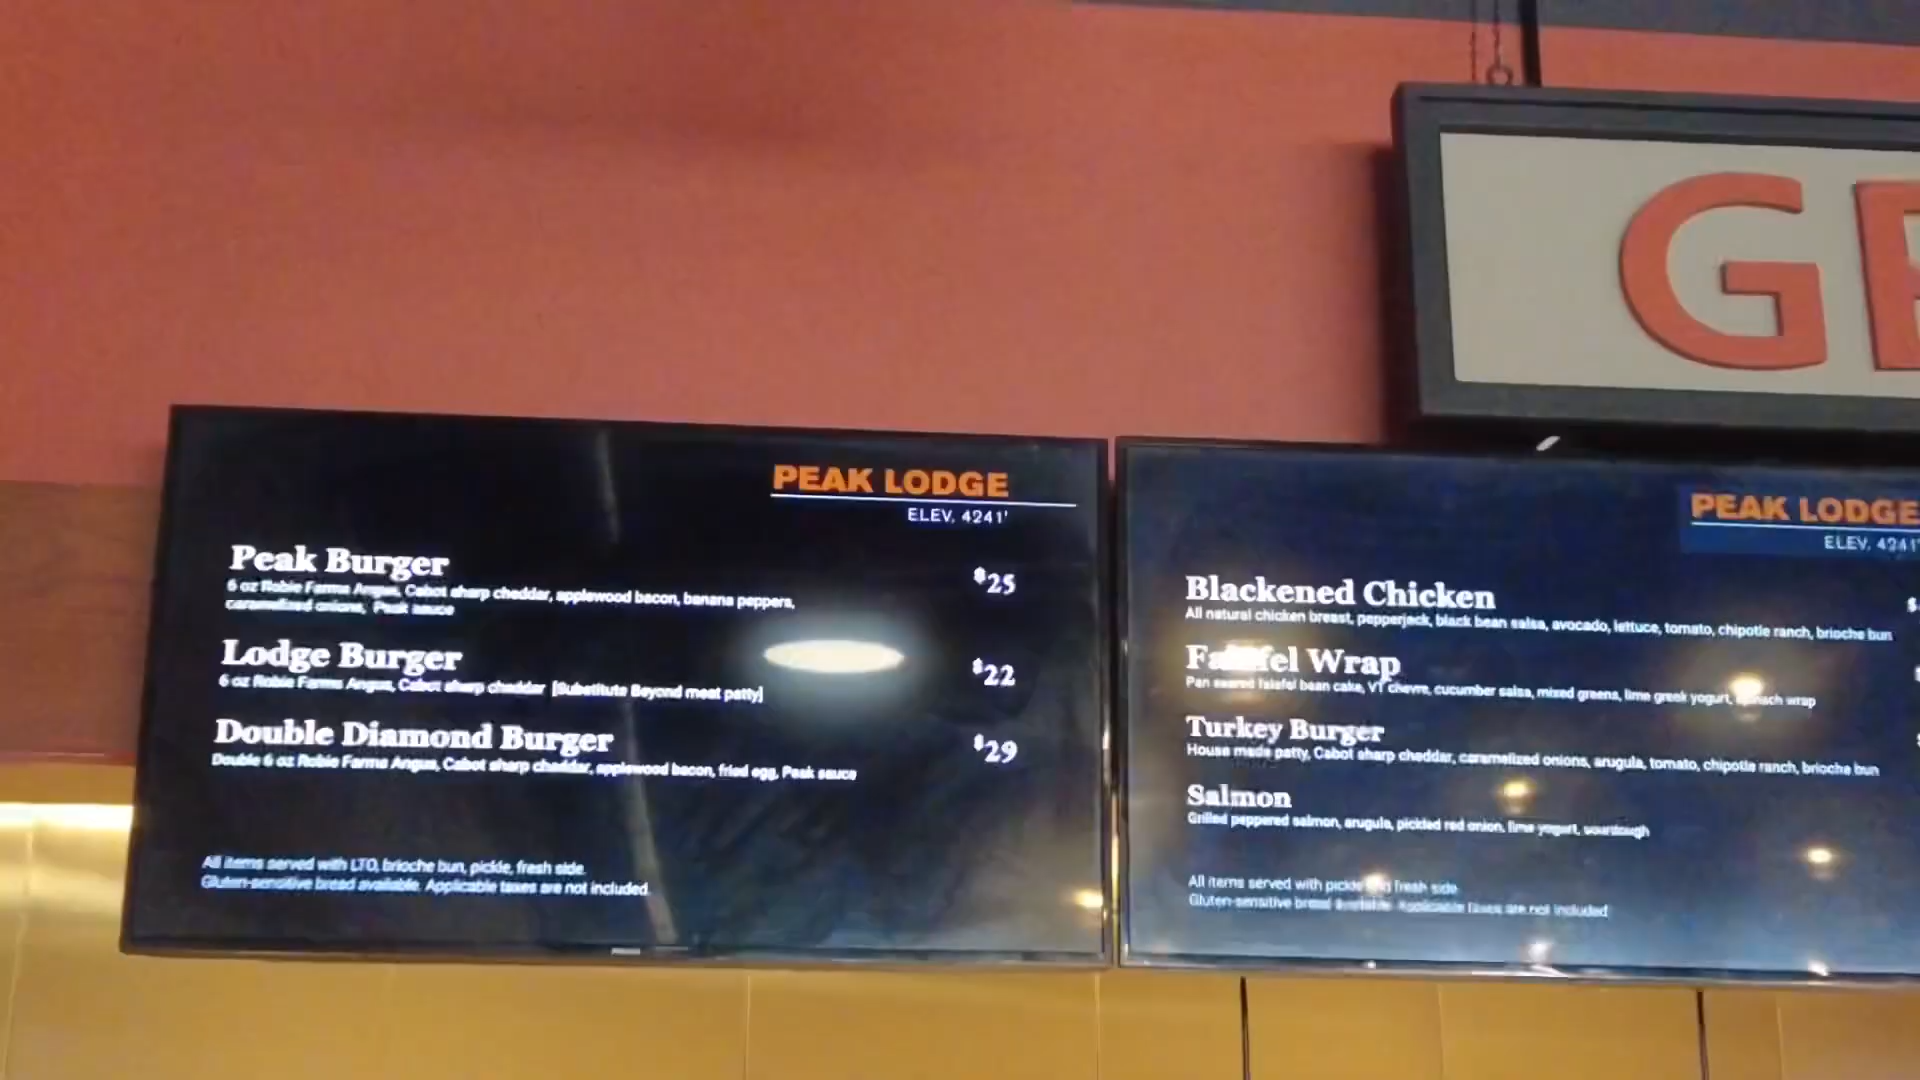 GR
PEAK LODGE
ELEV. 4241'
Peak Burger $25
6 oz Robie Farms Angus, Cabot sharp cheddar, applewood bacon, banana peppers,
caramelized onions, Peak sauce
Lodge Burger $22
6 oz Robie Farms Angus, Cabot sharp cheddar [Substitute Beyond meat patty]
Double Diamond Burger $29
Double 6 oz Robie Farms Angus, Cabot sharp cheddar, applewood bacon, fried egg, Peak sauce
All items served with LTO, brioche bun, pickle, fresh side.
Gluten-sensitive bread available. Applicable taxes are not included.
PEAK LODGE
ELEV. 4241'
Blackened Chicken $
All natural chicken breast, pepperjack, black bean salsa, avocado, lettuce, tomato, chipotle ranch, brioche bun
Falafel Wrap
Pan seared falafel bean cake, VT chevre, cucumber salsa, mixed greens, lime greek yogurt, spinach wrap
Turkey Burger
House made patty, Cabot sharp cheddar, caramelized onions, arugula, tomato, chipotle ranch, brioche bun
Salmon
Grilled peppered salmon, arugula, pickled red onion, lime yogurt, sourdough
All items served with pickle and fresh side
Gluten-sensitive bread available. Applicable taxes are not included